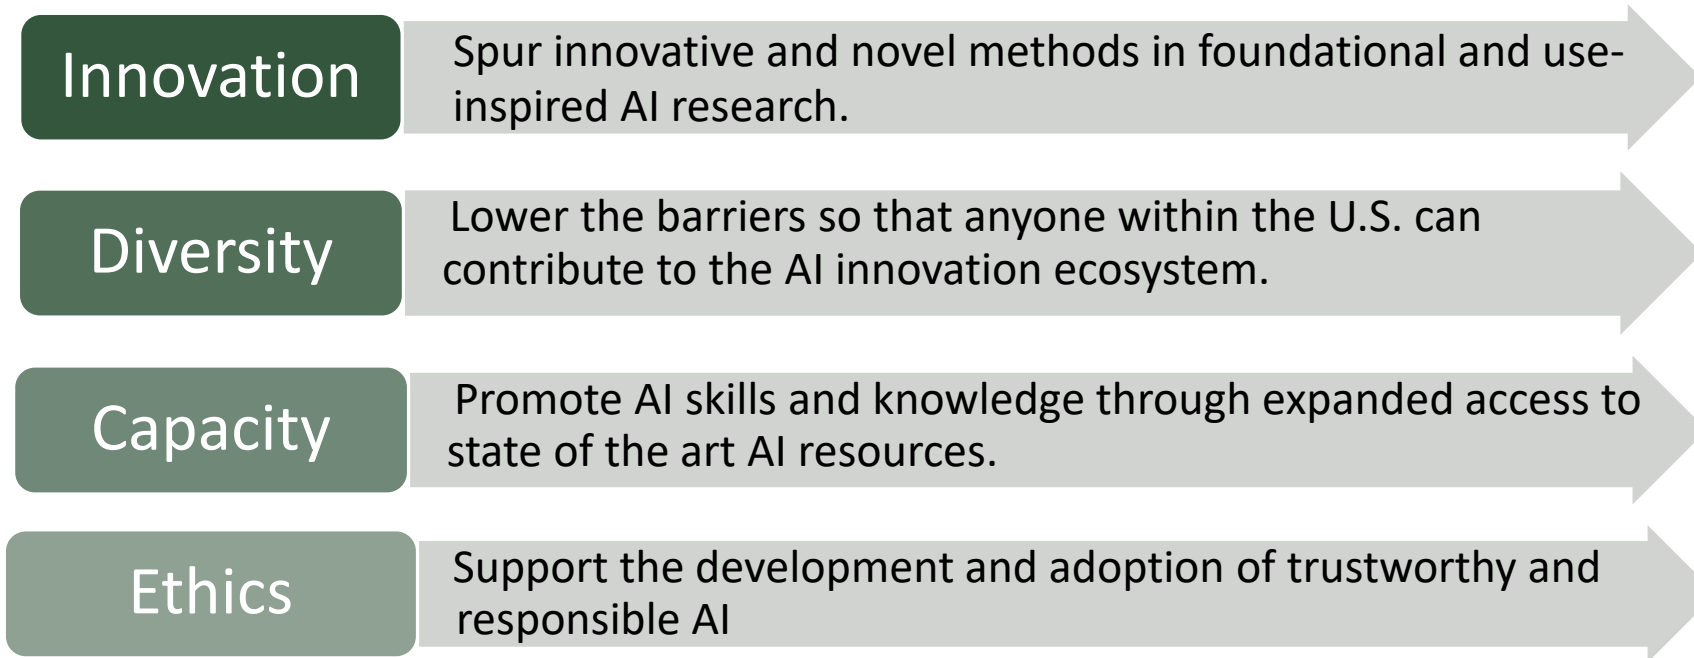 Innovation
Spur innovative and novel methods in foundational and use-
inspired AI research.
Diversity
Lower the barriers so that anyone within the U.S. can
contribute to the AI innovation ecosystem.
Capacity
Promote AI skills and knowledge through expanded access to
state of the art AI resources.
Ethics
Support the development and adoption of trustworthy and
responsible AI